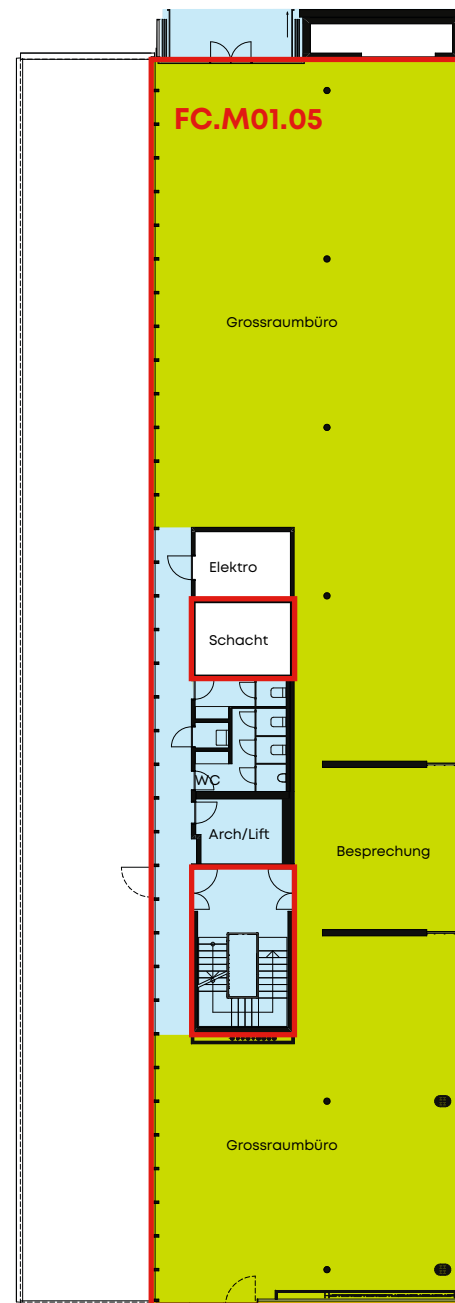 FC.M01.05
Grossraumbüro
Elektro
Schacht
WC
Arch/Lift
Besprechung
Grossraumbüro